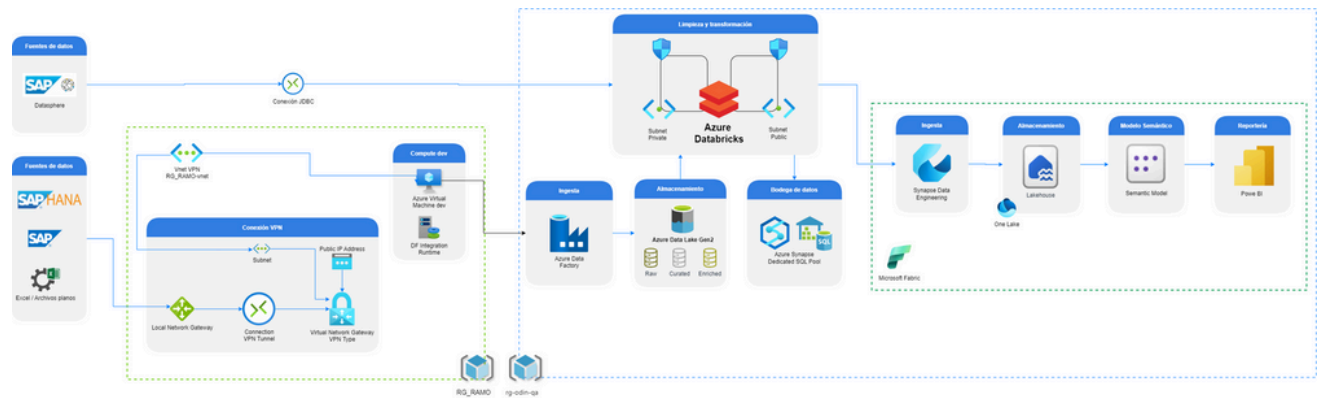 Fuentes de datos
SAP
Datasphere
Conexión JDBC
Fuentes de datos
SAP HANA
SAP
Excel / Archivos planos
Vnet VPN
RG_RAMO-vnet
Compute dev
Azure Virtual
Machine dev
DF Integration
Runtime
Conexión VPN
Public IP Address
Subnet
Local Network Gateway
Connection
VPN Tunnel
Virtual Network Gateway
VPN Type
RG_RAMO
rg-odin-qa
Limpieza y transformación
Subnet
Private
Azure
Databricks
Subnet
Public
Ingesta
Azure Data
Factory
Almacenamiento
Azure Data Lake Gen2
Raw
Curated
Enriched
Bodega de datos
SQL
Azure Synapse
Dedicated SQL Pool
Ingesta
Synapse Data
Engineering
Almacenamiento
Lakehouse
One Lake
Modelo Semántico
Semantic Model
Reportería
Powe BI
Microsoft Fabric